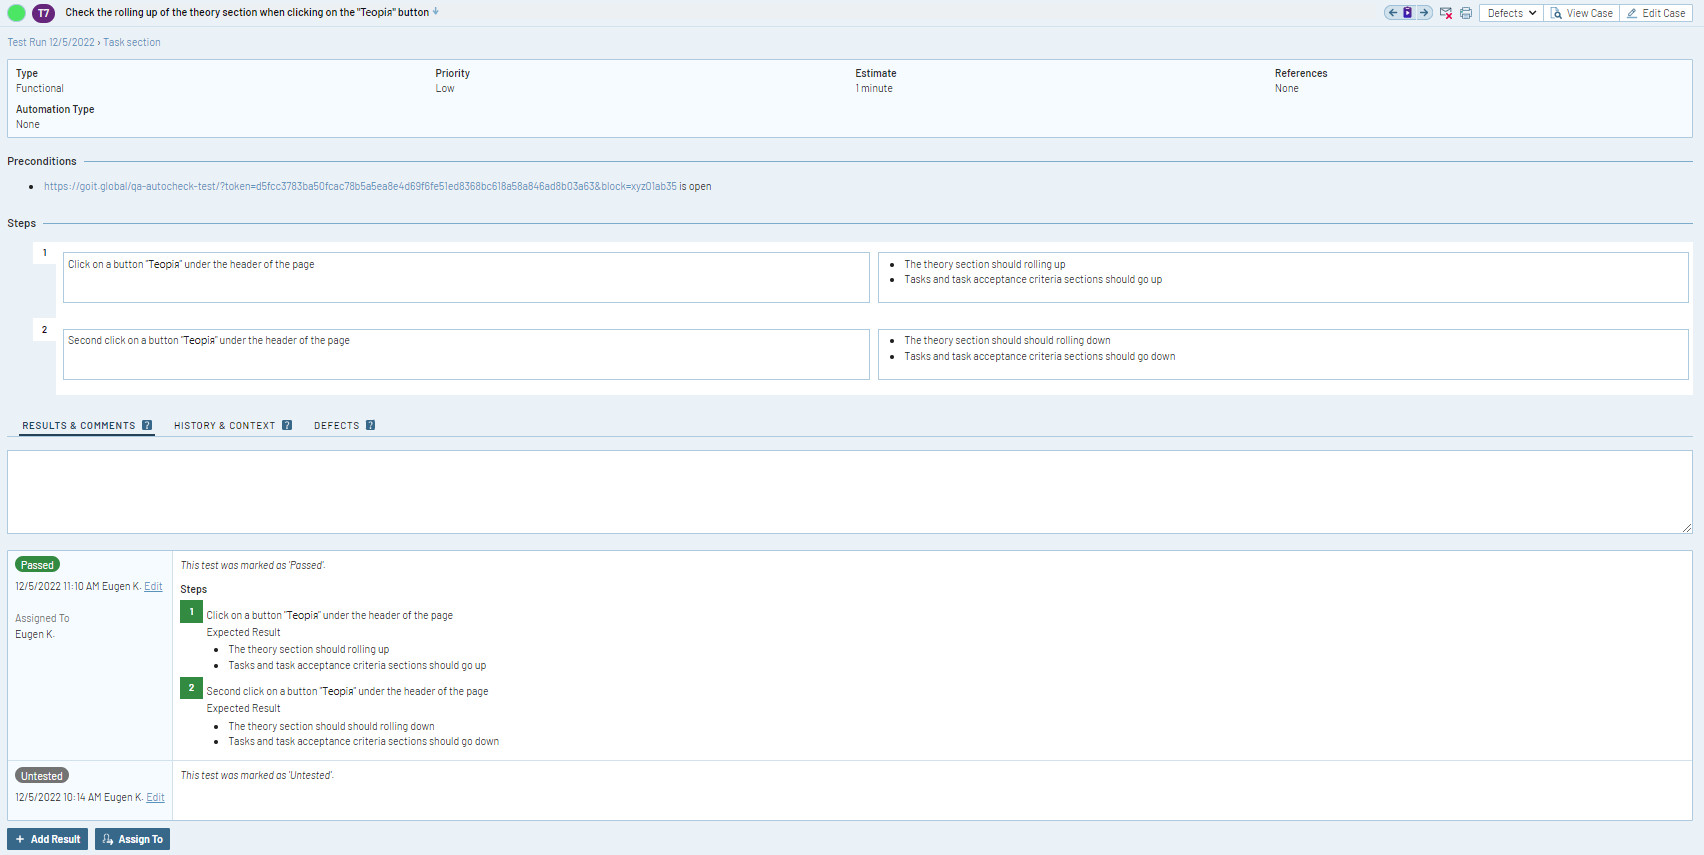 T7 Check the rolling up of the theory section when clicking on the "Теорія" button
Defects View Case Edit Case
Test Run 12/5/2022 › Task section
Type Priority Estimate References
Functional Low 1 minute None
Automation Type
None
Preconditions
https://goit.global/qa-autocheck-test/?token=d5fcc3783ba50fcac78b5a5ea8e4d69f6fe51ed8368bc618a58a846ad8b03a63&block=xyz01ab35 is open
Steps
1
Click on a button "Теорія" under the header of the page
The theory section should rolling up
Tasks and task acceptance criteria sections should go up
2
Second click on a button "Теорія" under the header of the page
The theory section should should rolling down
Tasks and task acceptance criteria sections should go down
RESULTS & COMMENTS ? HISTORY & CONTEXT ? DEFECTS ?
Passed
12/5/2022 11:10 AM Eugen K. Edit
Assigned To
Eugen K.
This test was marked as 'Passed'.
Steps
1 Click on a button "Теорія" under the header of the page
Expected Result
The theory section should rolling up
Tasks and task acceptance criteria sections should go up
2 Second click on a button "Теорія" under the header of the page
Expected Result
The theory section should should rolling down
Tasks and task acceptance criteria sections should go down
Untested
12/5/2022 10:14 AM Eugen K. Edit
This test was marked as 'Untested'.
+ Add Result Assign To